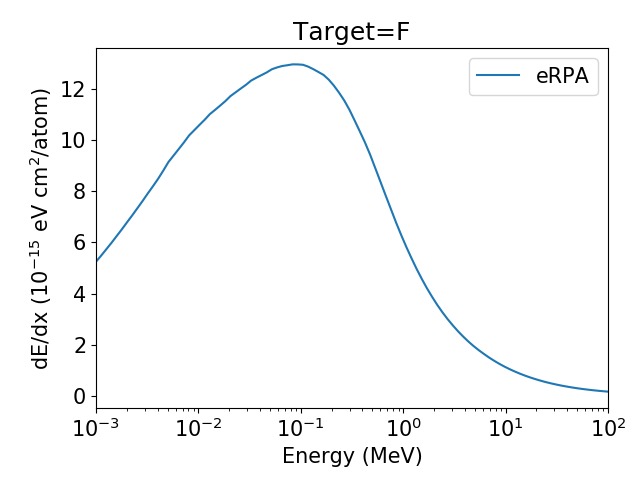 Target=F
eRPA
dE/dx (10⁻¹⁵ eV cm²/atom)
12
10
8
6
4
2
0
10⁻³ 10⁻² 10⁻¹ 10⁰ 10¹ 10²
Energy (MeV)